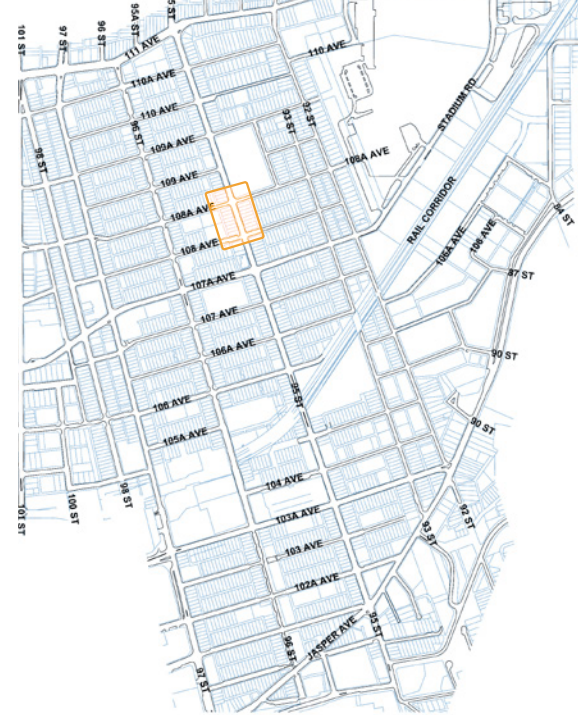 101 ST
97 ST
96 ST
95A ST
111 AVE
110 AVE
110A AVE
110 AVE
96 ST
93 ST
92 ST
STADIUM RD
98 ST
109A AVE
108A AVE
109 AVE
108A AVE
RAIL CORRIDOR
106A AVE
106 AVE
84 ST
108 AVE
107A AVE
87 ST
107 AVE
106A AVE
90 ST
95 ST
106 AVE
105A AVE
90 ST
104 AVE
98 ST
100 ST
101 ST
103A AVE
92 ST
93 ST
103 AVE
102A AVE
95 ST
96 ST
JASPER AVE
97 ST